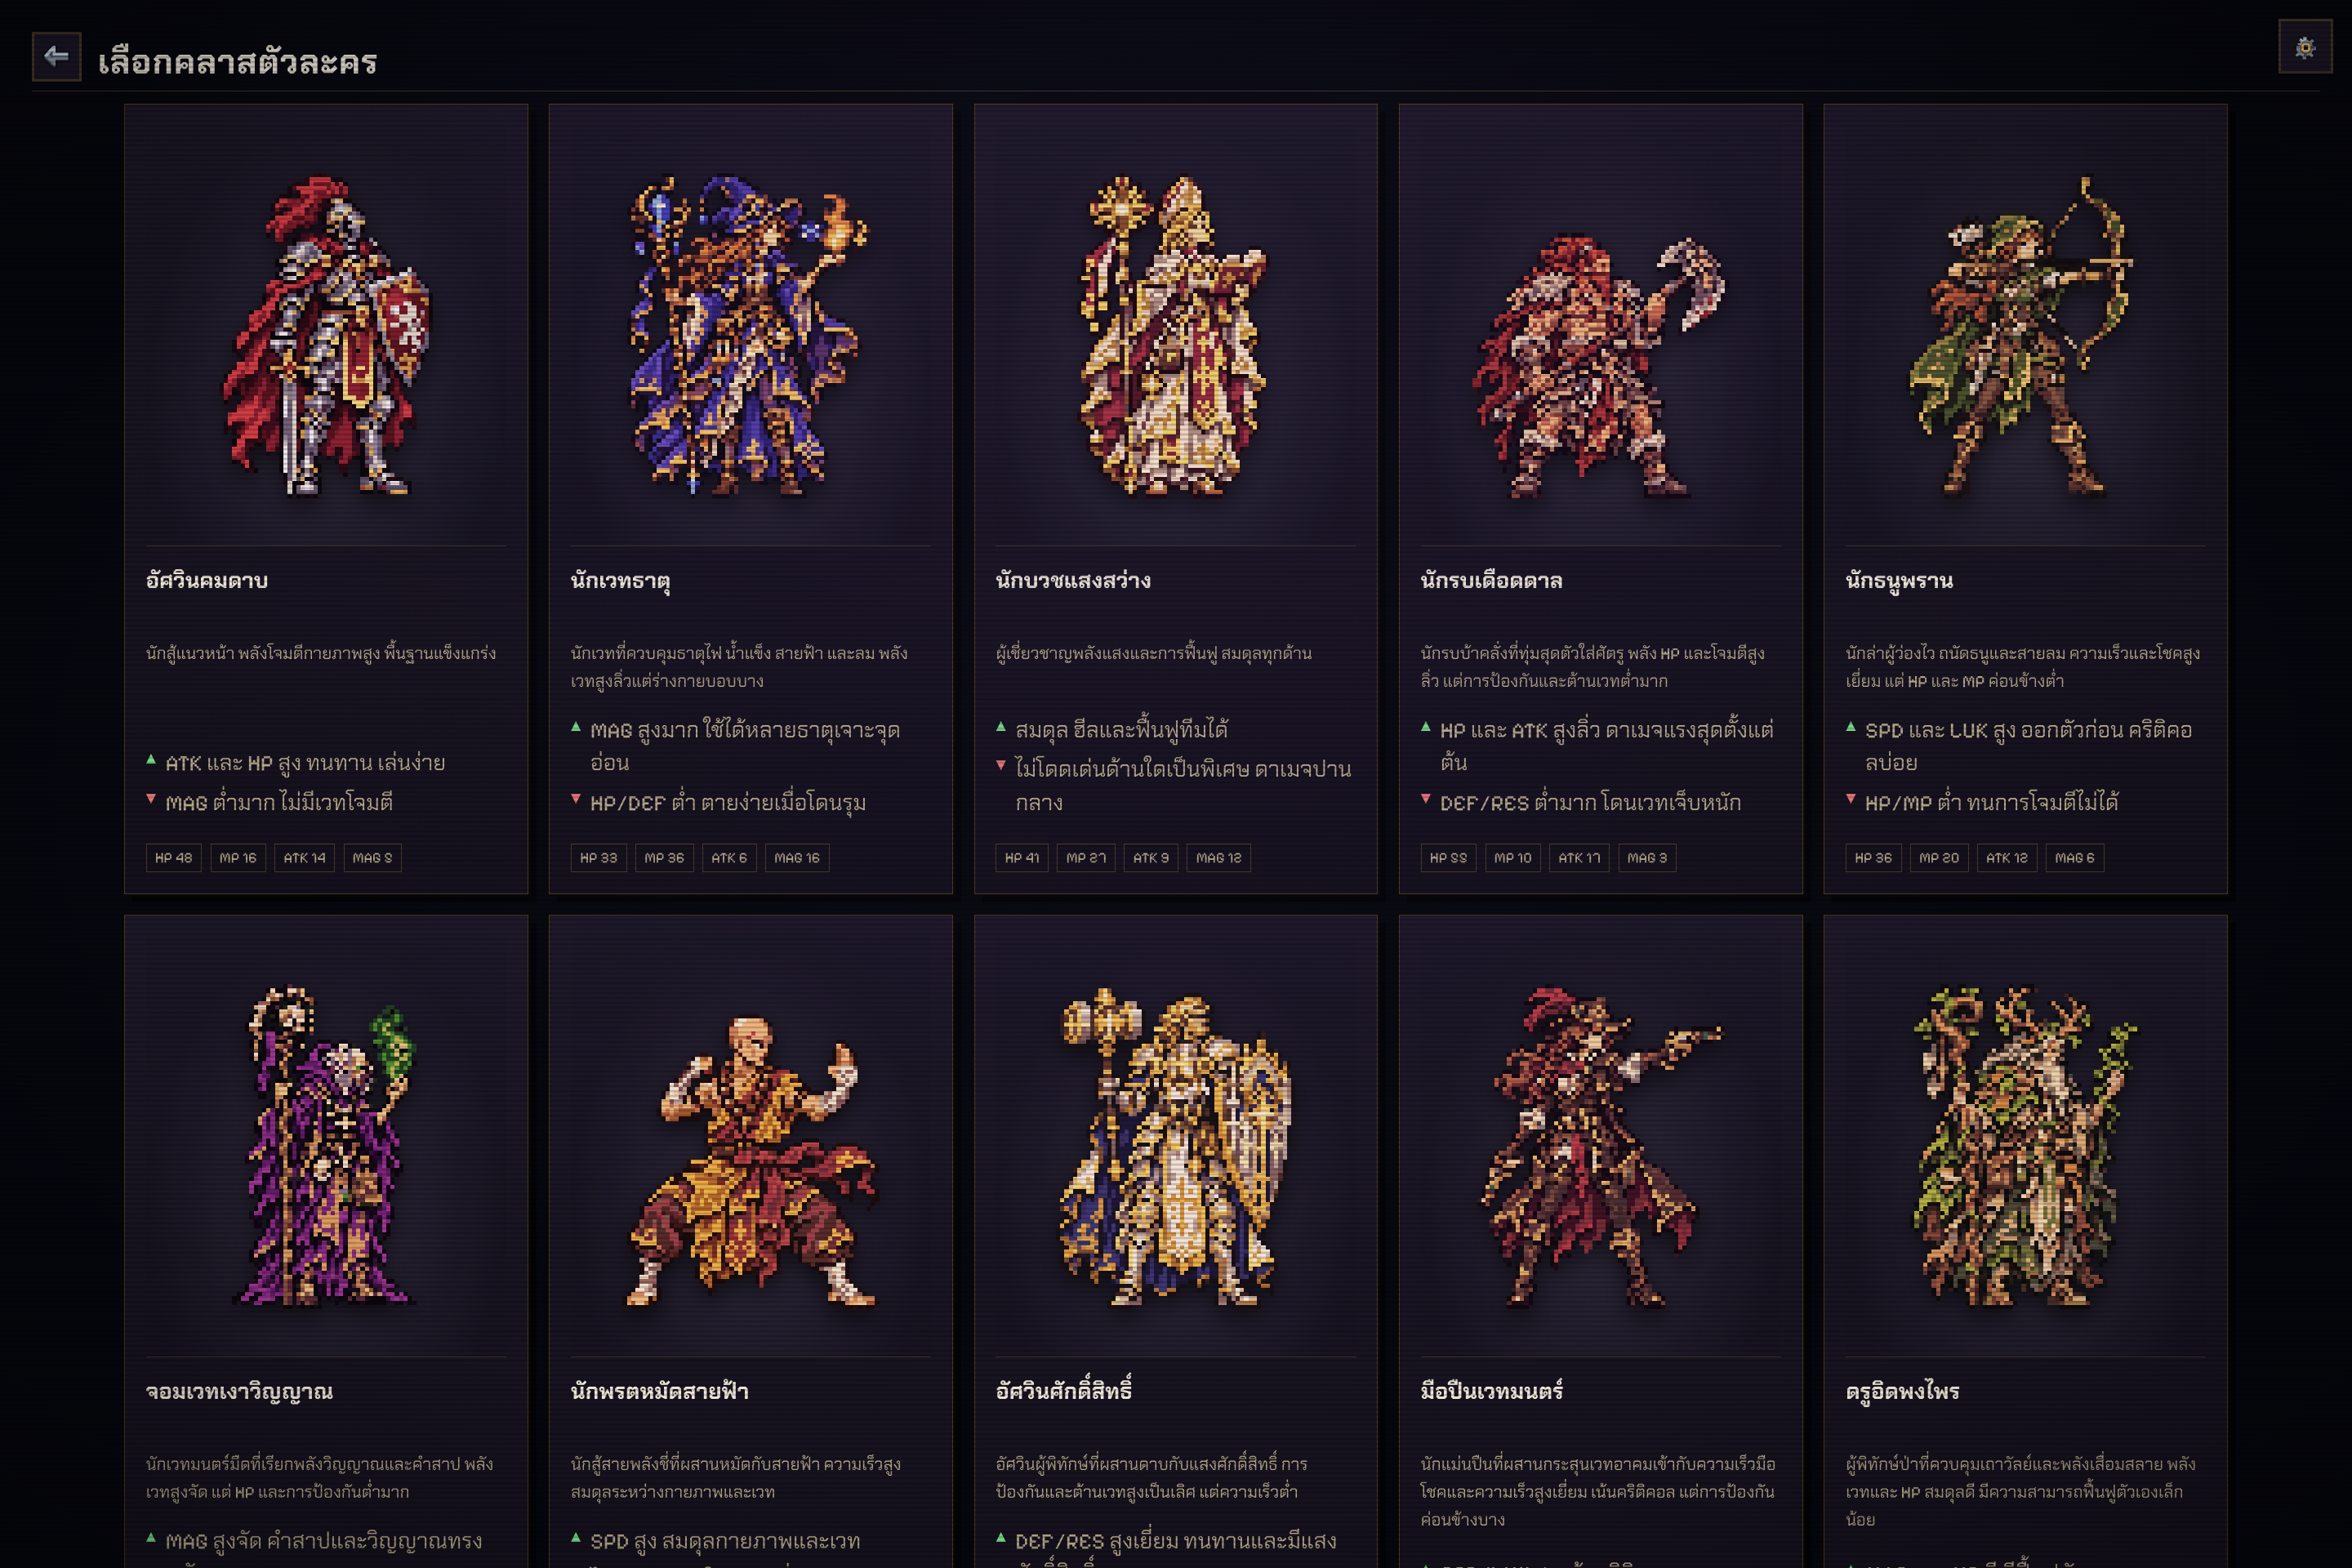 เลือกคลาสตัวละคร
อัศวินคมดาบ
นักสู้แนวหน้า พลังโจมตีกายภาพสูง พื้นฐานแข็งแกร่ง
▲ ATK และ HP สูง ทนทาน เล่นง่าย
▼ MAG ต่ำมาก ไม่มีเวทโจมตี
HP 48 MP 16 ATK 14 MAG 5
นักเวทธาตุ
นักเวทที่ควบคุมธาตุไฟ น้ำแข็ง สายฟ้า และลม พลัง
เวทสูงลิ่วแต่ร่างกายบอบบาง
▲ MAG สูงมาก ใช้ได้หลายธาตุเจาะจุด
อ่อน
▼ HP/DEF ต่ำ ตายง่ายเมื่อโดนรุม
HP 33 MP 36 ATK 6 MAG 16
นักบวชแสงสว่าง
ผู้เชี่ยวชาญพลังแสงและการฟื้นฟู สมดุลทุกด้าน
▲ สมดุล ฮีลและฟื้นฟูทีมได้
▼ ไม่โดดเด่นด้านใดเป็นพิเศษ ดาเมจปาน
กลาง
HP 41 MP 27 ATK 9 MAG 12
นักรบเดือดดาล
นักรบบ้าคลั่งที่ทุ่มสุดตัวใส่ศัตรู พลัง HP และโจมตีสูง
ลิ่ว แต่การป้องกันและต้านเวทต่ำมาก
▲ HP และ ATK สูงลิ่ว ดาเมจแรงสุดตั้งแต่
ต้น
▼ DEF/RES ต่ำมาก โดนเวทเจ็บหนัก
HP 55 MP 10 ATK 17 MAG 3
นักธนูพราน
นักล่าผู้ว่องไว ถนัดธนูและสายลม ความเร็วและโชคสูง
เยี่ยม แต่ HP และ MP ค่อนข้างต่ำ
▲ SPD และ LUK สูง ออกตัวก่อน คริติคอ
ลบ่อย
▼ HP/MP ต่ำ ทนการโจมตีไม่ได้
HP 36 MP 20 ATK 12 MAG 6
จอมเวทเงาวิญญาณ
นักเวทมนตร์มืดที่เรียกพลังวิญญาณและคำสาป พลัง
เวทสูงจัด แต่ HP และการป้องกันต่ำมาก
▲ MAG สูงจัด คำสาปและวิญญาณทรง
นักพรตหมัดสายฟ้า
นักสู้สายพลังชี่ที่ผสานหมัดกับสายฟ้า ความเร็วสูง
สมดุลระหว่างกายภาพและเวท
▲ SPD สูง สมดุลกายภาพและเวท
อัศวินศักดิ์สิทธิ์
อัศวินผู้พิทักษ์ที่ผสานดาบกับแสงศักดิ์สิทธิ์ การ
ป้องกันและต้านเวทสูงเป็นเลิศ แต่ความเร็วต่ำ
▲ DEF/RES สูงเยี่ยม ทนทานและมีแสง
มือปืนเวทมนตร์
นักแม่นปืนที่ผสานกระสุนเวทอาคมเข้ากับความเร็วมือ
โชคและความเร็วสูงเยี่ยม เน้นคริติคอล แต่การป้องกัน
ค่อนข้างบาง
ดรูอิดพงไพร
ผู้พิทักษ์ป่าที่ควบคุมเถาวัลย์และพลังเสื่อมสลาย พลัง
เวทและ HP สมดุลดี มีความสามารถฟื้นฟูตัวเองเล็ก
น้อย